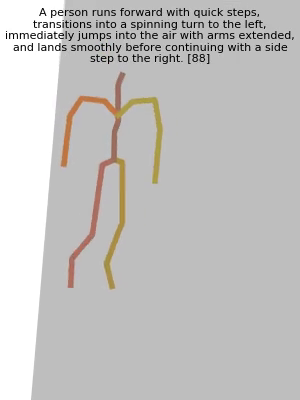 A person runs forward with quick steps,
transitions into a spinning turn to the left,
immediately jumps into the air with arms extended,
and lands smoothly before continuing with a side
step to the right. [88]